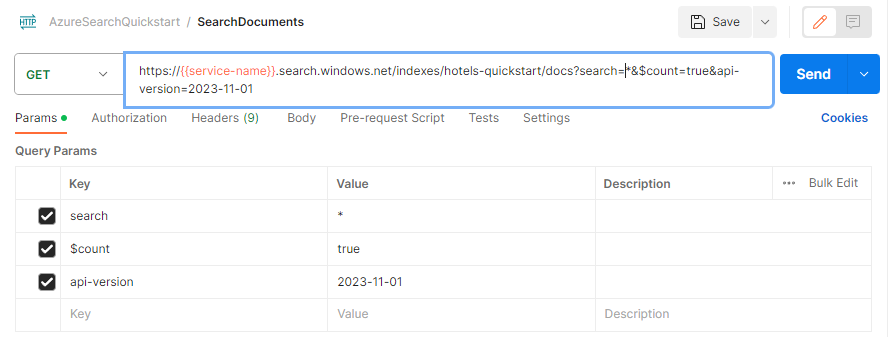 HTTP AzureSearchQuickstart / SearchDocuments Save
GET https://{{service-name}}.search.windows.net/indexes/hotels-quickstart/docs?search=*&$count=true&api-
version=2023-11-01 Send
Params Authorization Headers (9) Body Pre-request Script Tests Settings Cookies
Query Params
Key Value Description ••• Bulk Edit
search *
$count true
api-version 2023-11-01
Key Value Description